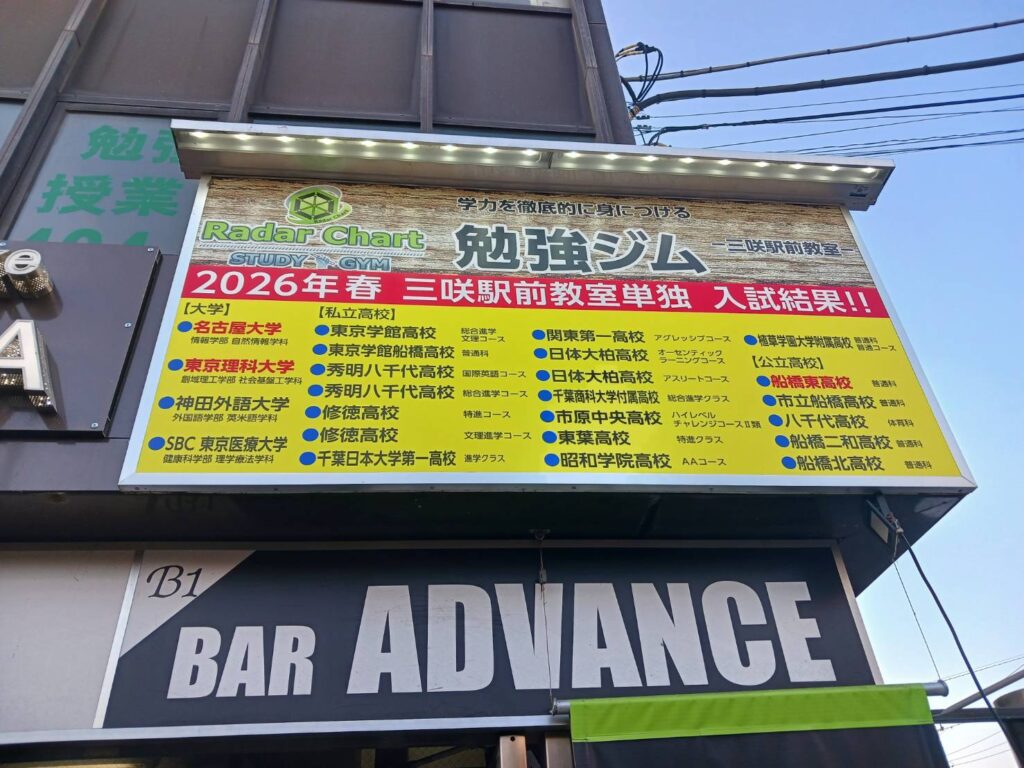 勉強
授業
e
A
Radar Chart
STUDY GYM
学力を徹底的に身につける
勉強ジム
ー三咲駅前教室ー
2026年春 三咲駅前教室単独 入試結果!!
【大学】
●名古屋大学
情報学部 自然情報学科
●東京理科大学
創域理工学部 社会基盤工学科
●神田外語大学
外国語学部 英米語学科
●SBC 東京医療大学
健康科学部 理学療法学科
【私立高校】
●東京学館高校 総合進学 文理コース
●東京学館船橋高校 普通科
●秀明八千代高校 国際英語コース
●秀明八千代高校 総合進学コース
●修徳高校 特進コース
●修徳高校 文理進学コース
●千葉日本大学第一高校 進学クラス
●関東第一高校 アグレッシブコース
●日体大柏高校 オーセンティック ラーニングコース
●日体大柏高校 アスリートコース
●千葉商科大学付属高校 総合進学クラス
●市原中央高校 ハイレベル チャレンジコースⅡ類
●東葉高校 特進クラス
●昭和学院高校 AAコース
●植草学園大学附属高校 普通科 普通コース
【公立高校】
●船橋東高校 普通科
●市立船橋高校 普通科
●八千代高校 体育科
●船橋二和高校 普通科
●船橋北高校 普通科
B1
BAR ADVANCE